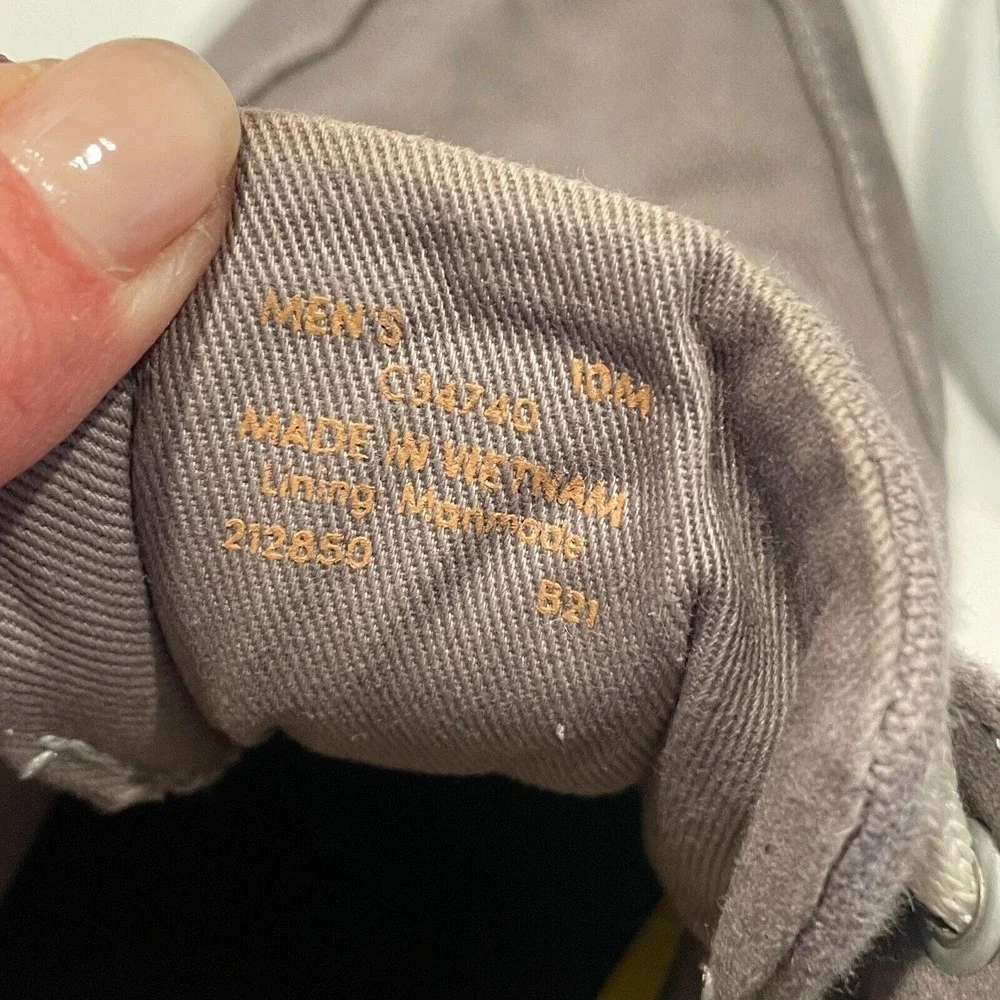 MEN'S
10M
C34740
MADE IN VIETNAM
Lining Manmade
212850
B21